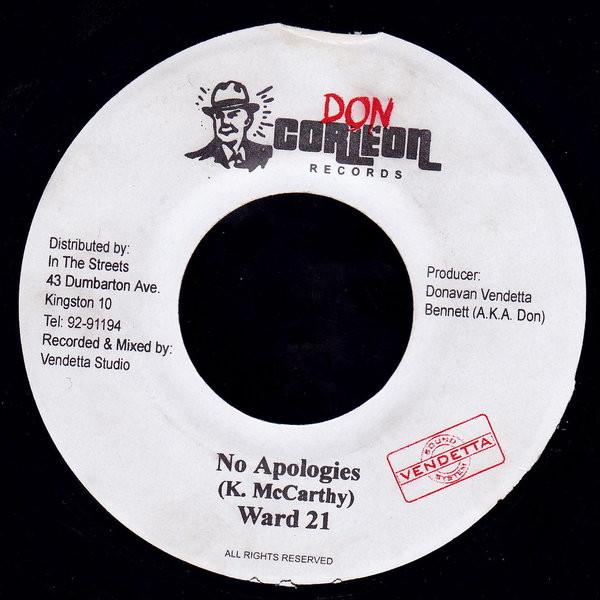 DON
CORLEON
RECORDS
Distributed by:
In The Streets
43 Dumbarton Ave.
Kingston 10
Tel: 92-91194
Recorded & Mixed by:
Vendetta Studio
Producer:
Donavan Vendetta
Bennett (A.K.A. Don)
SOUND
VENDETTA
SYSTEM
No Apologies
(K. McCarthy)
Ward 21
ALL RIGHTS RESERVED